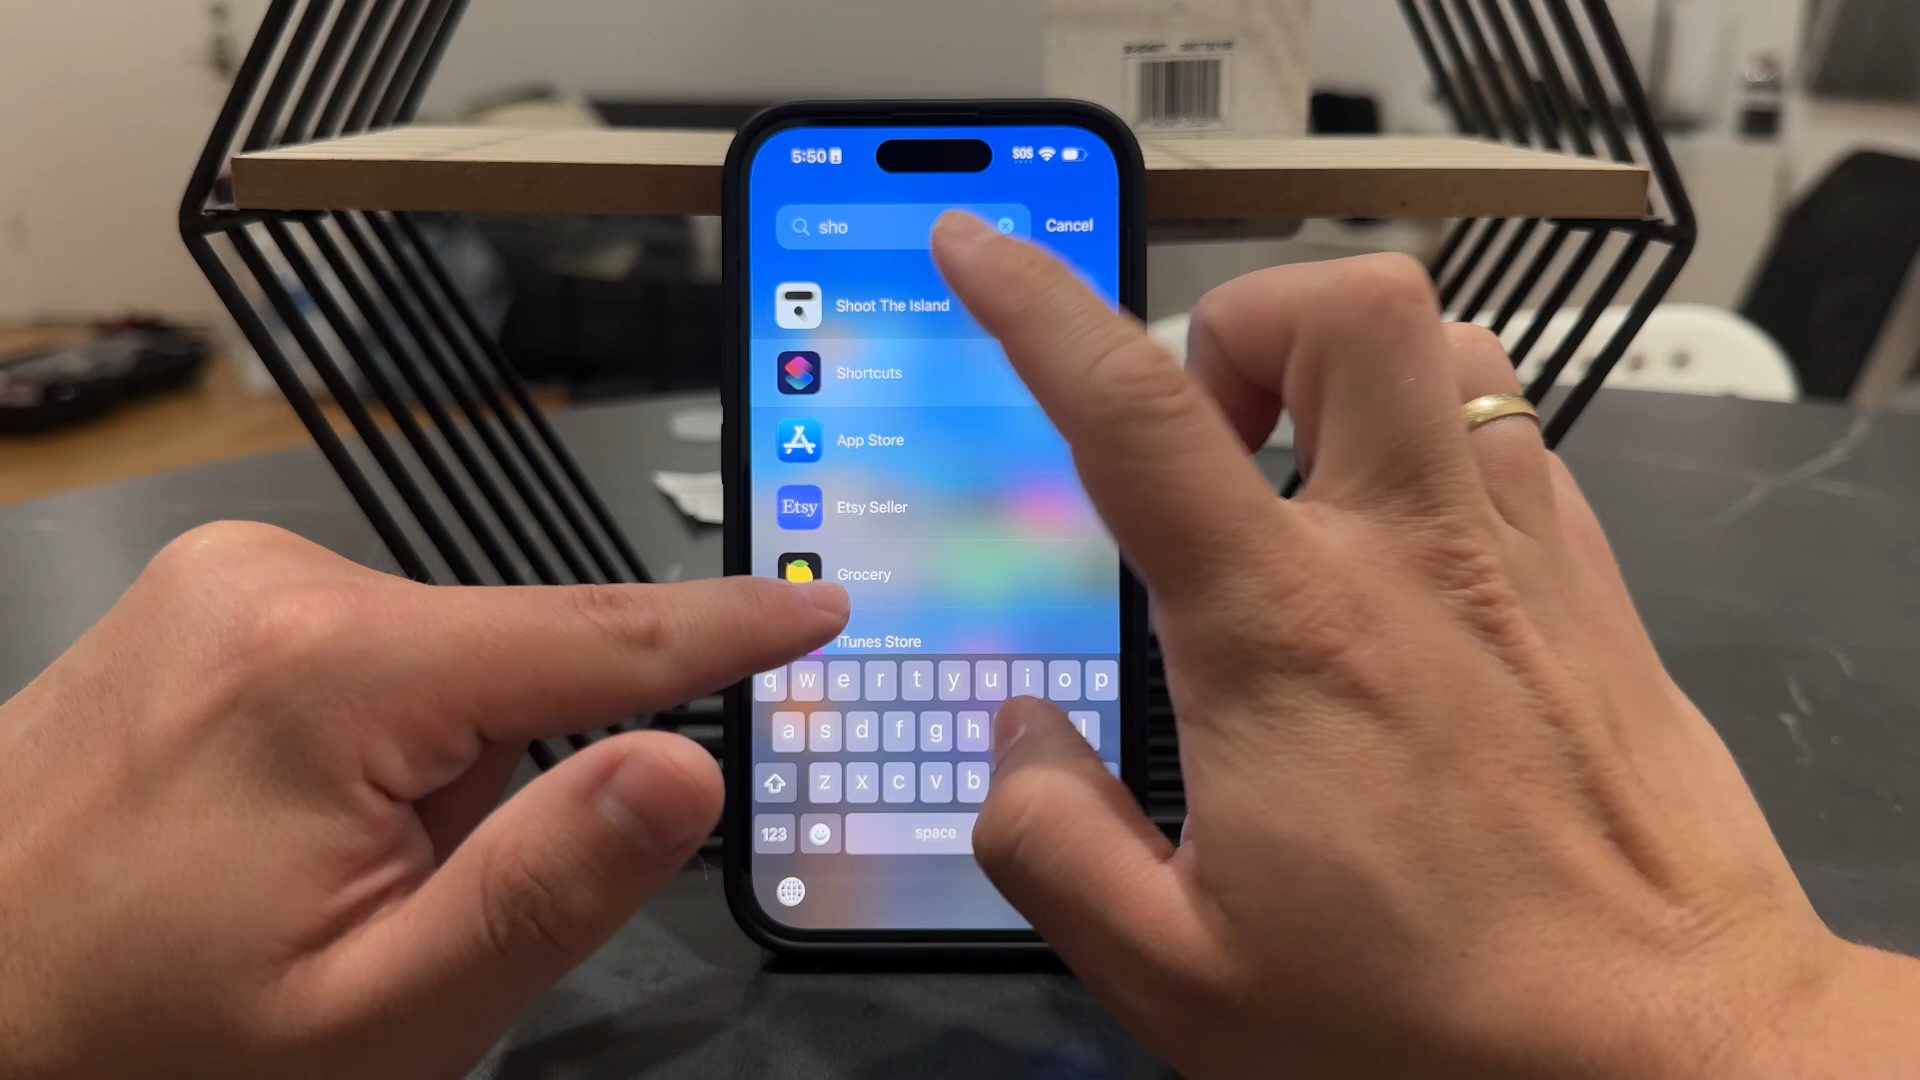 5:50
SOS
sho
Cancel
Shoot The Island
Shortcuts
App Store
Etsy
Etsy Seller
Grocery
iTunes Store
q w e r t y u i o p
a s d f g h l
z x c v b
123
space